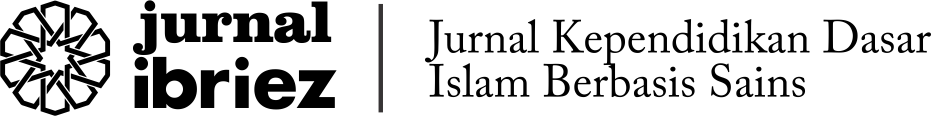 jurnal
ibriez
Jurnal Kependidikan Dasar
Islam Berbasis Sains